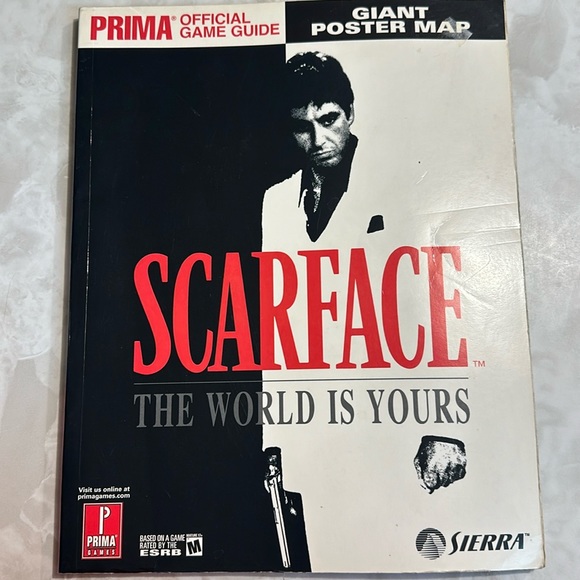 PRIMA® OFFICIAL
GAME GUIDE
GIANT
POSTER MAP
SCARFACE™
THE WORLD IS YOURS
Visit us online at
primagames.com
P
PRIMA
GAMES
BASED ON A GAME
RATED BY THE
ESRB
M
SIERRA